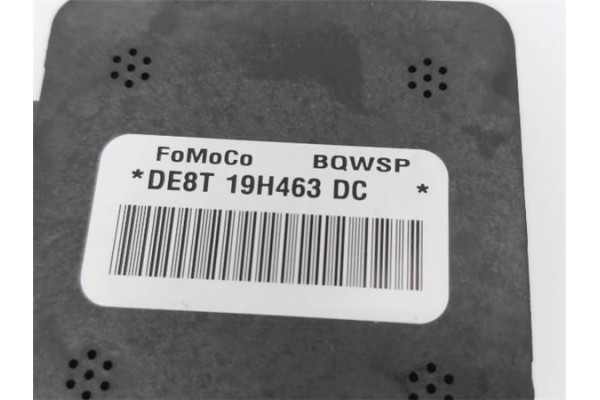 FoMoCo BQWSP
*DE8T 19H463 DC *